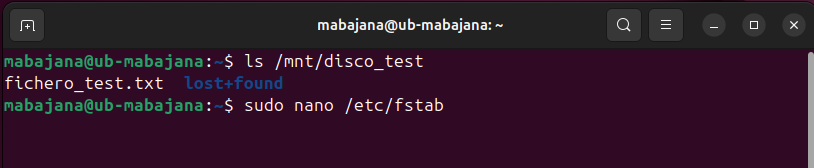 mabajana@ub-mabajana: ~
mabajana@ub-mabajana:~$ ls /mnt/disco_test
fichero_test.txt  lost+found
mabajana@ub-mabajana:~$ sudo nano /etc/fstab